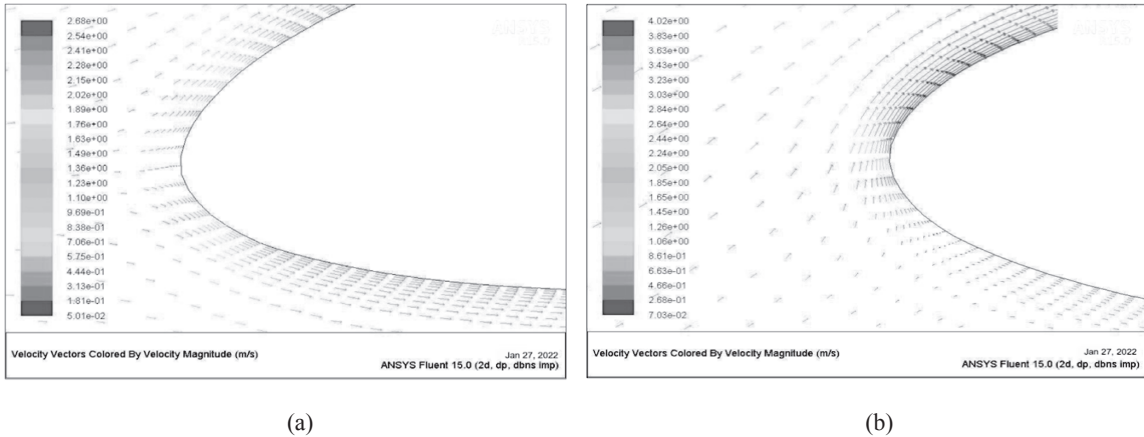 2.68e+00
2.54e+00
2.41e+00
2.28e+00
2.15e+00
2.02e+00
1.89e+00
1.76e+00
1.63e+00
1.49e+00
1.36e+00
1.23e+00
1.10e+00
9.69e-01
8.38e-01
7.06e-01
5.75e-01
4.44e-01
3.13e-01
1.81e-01
5.01e-02
ANSYS
Velocity Vectors Colored By Velocity Magnitude (m/s)
Jan 27, 2022
ANSYS Fluent 15.0 (2d, dp, dbns imp)
(a)
4.02e+00
3.83e+00
3.63e+00
3.43e+00
3.23e+00
3.03e+00
2.84e+00
2.64e+00
2.44e+00
2.24e+00
2.05e+00
1.85e+00
1.65e+00
1.45e+00
1.26e+00
1.06e+00
8.61e-01
6.63e-01
4.66e-01
2.68e-01
7.03e-02
ANSYS
Velocity Vectors Colored By Velocity Magnitude (m/s)
Jan 27, 2022
ANSYS Fluent 15.0 (2d, dp, dbns imp)
(b)